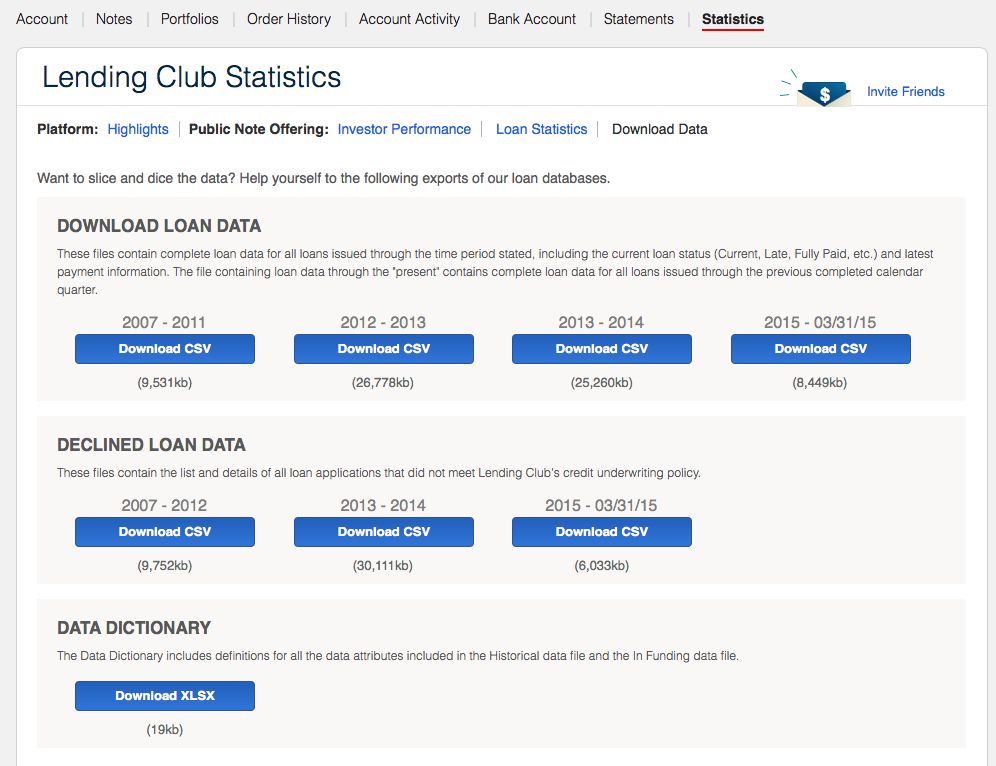 Account Notes Portfolios Order History Account Activity Bank Account Statements Statistics
Lending Club Statistics
$ Invite Friends
Platform: Highlights Public Note Offering: Investor Performance Loan Statistics Download Data
Want to slice and dice the data? Help yourself to the following exports of our loan databases.
DOWNLOAD LOAN DATA
These files contain complete loan data for all loans issued through the time period stated, including the current loan status (Current, Late, Fully Paid, etc.) and latest
payment information. The file containing loan data through the "present" contains complete loan data for all loans issued through the previous completed calendar
quarter.
2007 - 2011 2012 - 2013 2013 - 2014 2015 - 03/31/15
Download CSV Download CSV Download CSV Download CSV
(9,531kb) (26,778kb) (25,260kb) (8,449kb)
DECLINED LOAN DATA
These files contain the list and details of all loan applications that did not meet Lending Club's credit underwriting policy.
2007 - 2012 2013 - 2014 2015 - 03/31/15
Download CSV Download CSV Download CSV
(9,752kb) (30,111kb) (6,033kb)
DATA DICTIONARY
The Data Dictionary includes definitions for all the data attributes included in the Historical data file and the In Funding data file.
Download XLSX
(19kb)